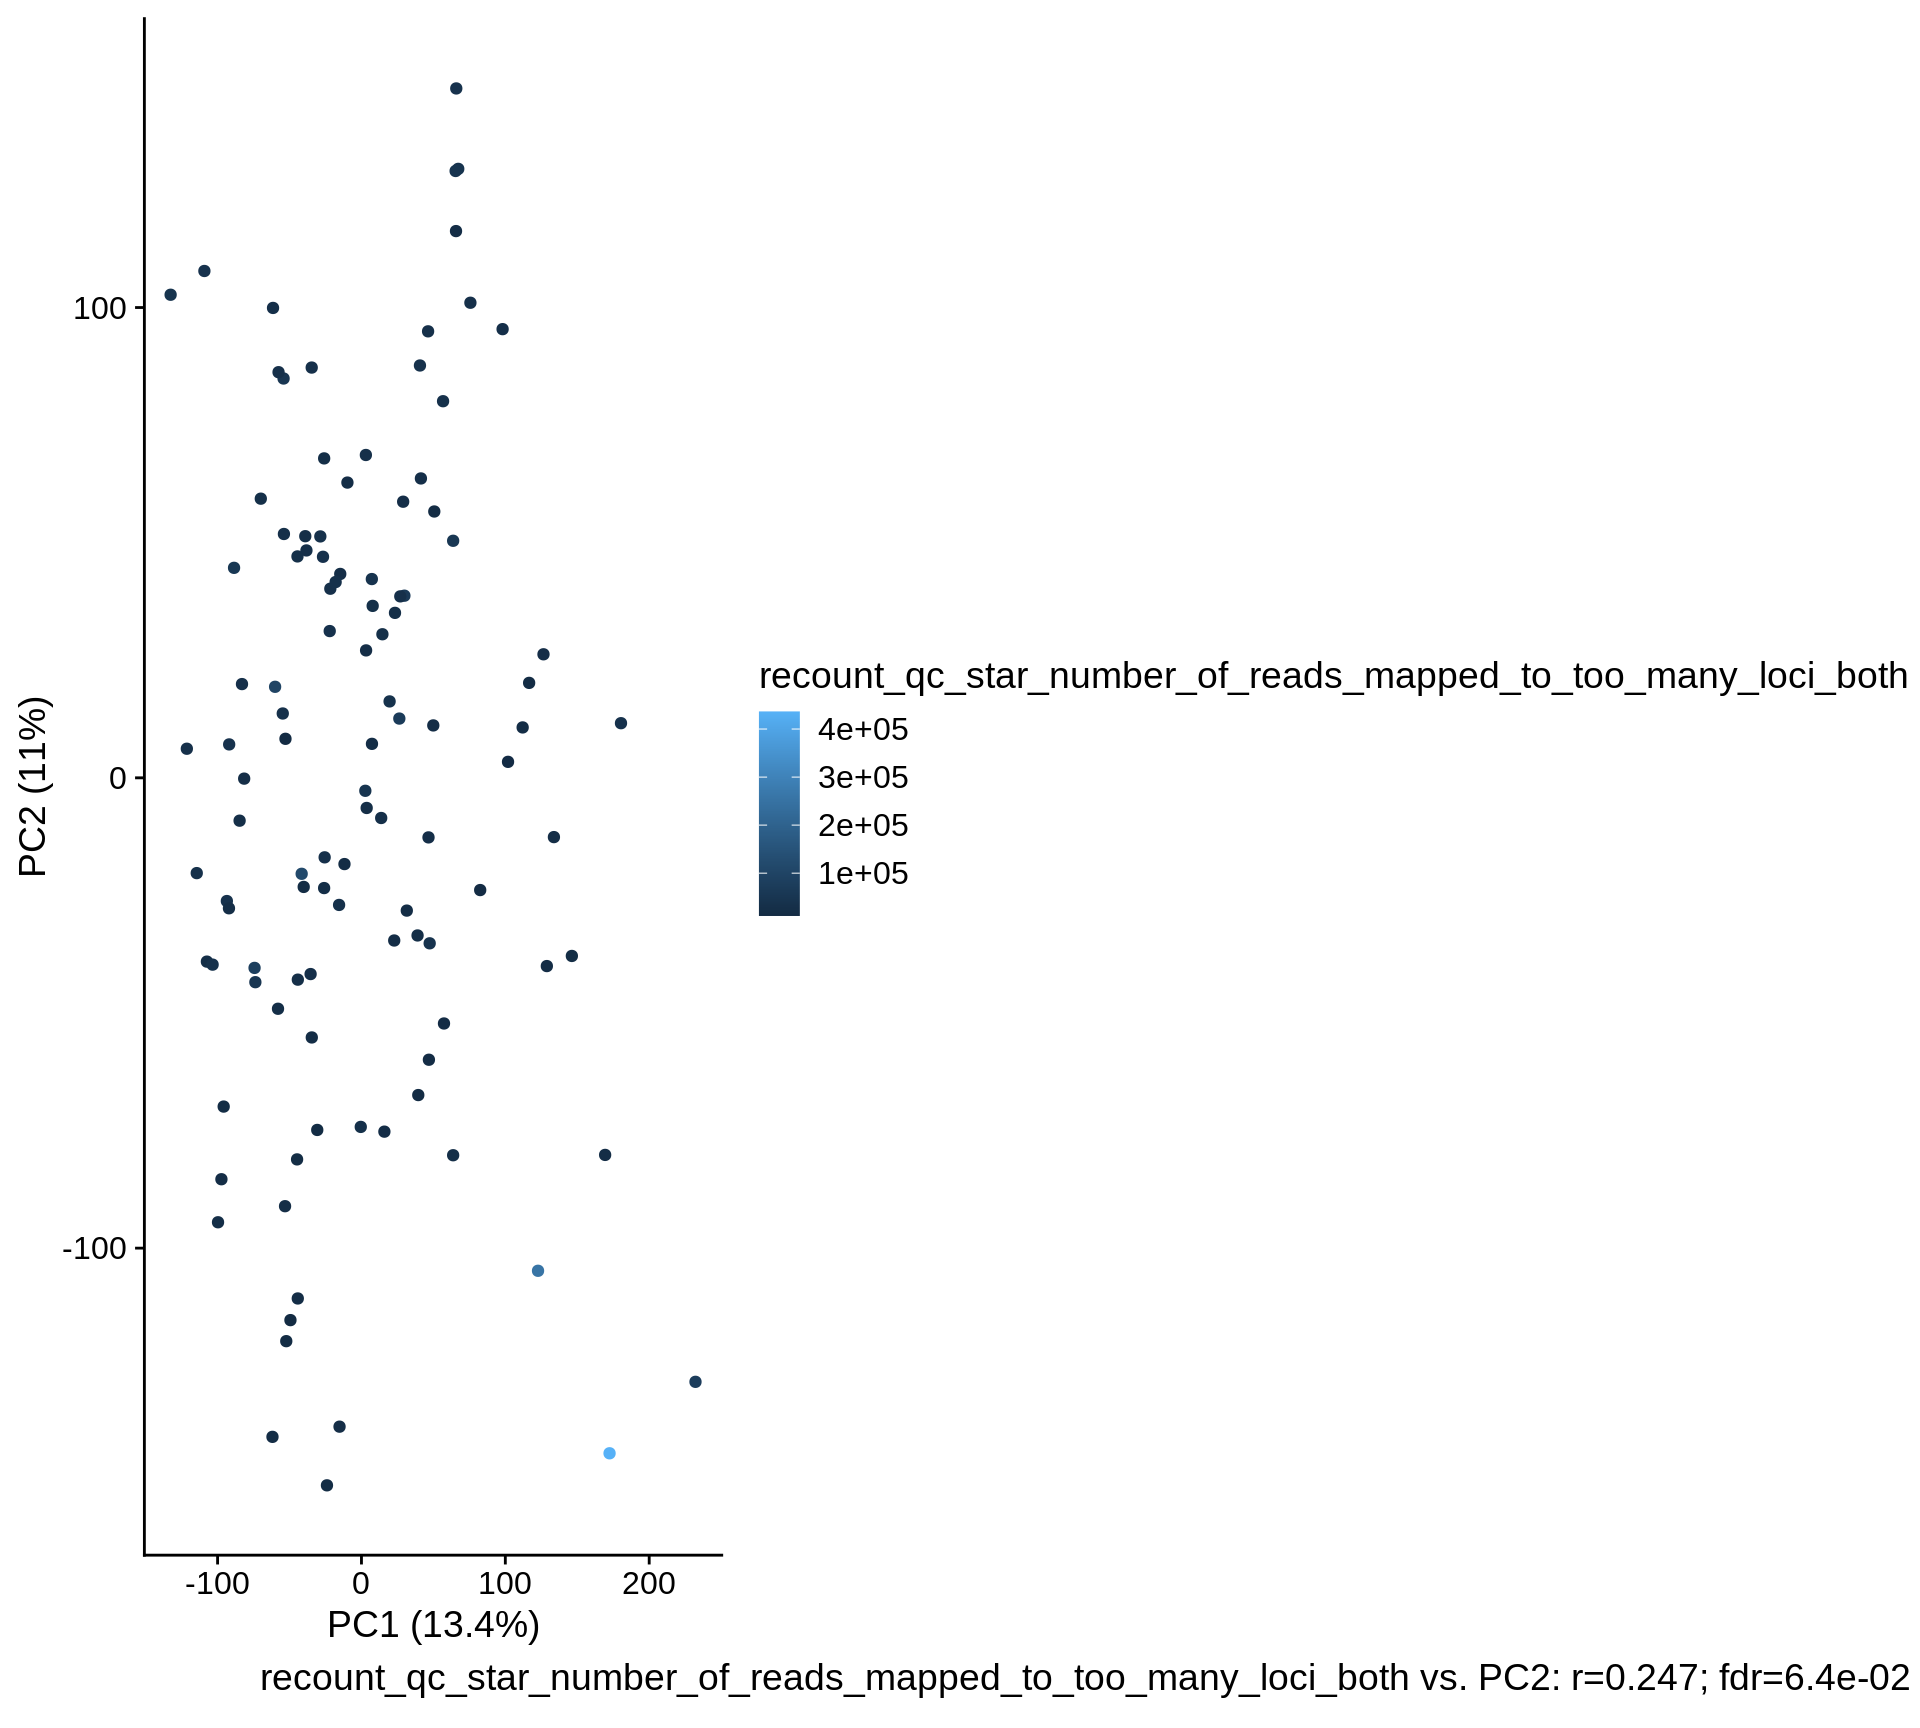 100
0
-100
PC2 (11%)
-100 0 100 200
PC1 (13.4%)
recount_qc_star_number_of_reads_mapped_to_too_many_loci_both
4e+05
3e+05
2e+05
1e+05
recount_qc_star_number_of_reads_mapped_to_too_many_loci_both vs. PC2: r=0.247; fdr=6.4e-02